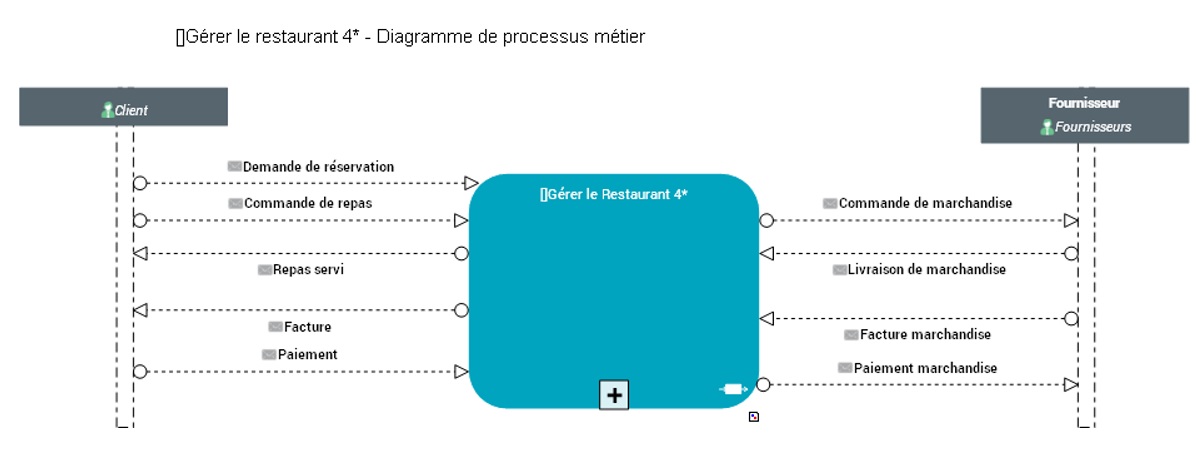 []Gérer le restaurant 4* - Diagramme de processus métier
Client
Fournisseur
Fournisseurs
Demande de réservation
Commande de repas
Repas servi
Facture
Paiement
[]Gérer le Restaurant 4*
Commande de marchandise
Livraison de marchandise
Facture marchandise
Paiement marchandise